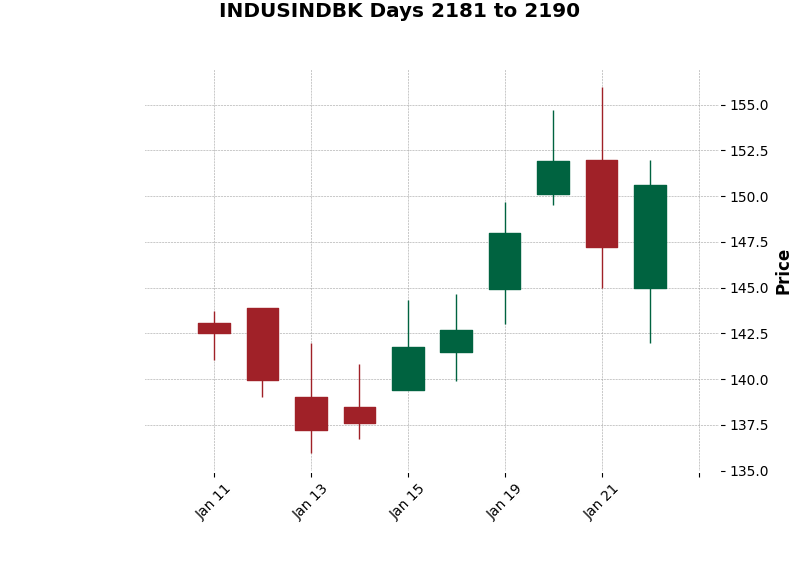 INDUSINDBK Days 2181 to 2190
155.0
152.5
150.0
147.5
145.0
142.5
140.0
137.5
135.0
Price
Jan 11
Jan 13
Jan 15
Jan 19
Jan 21